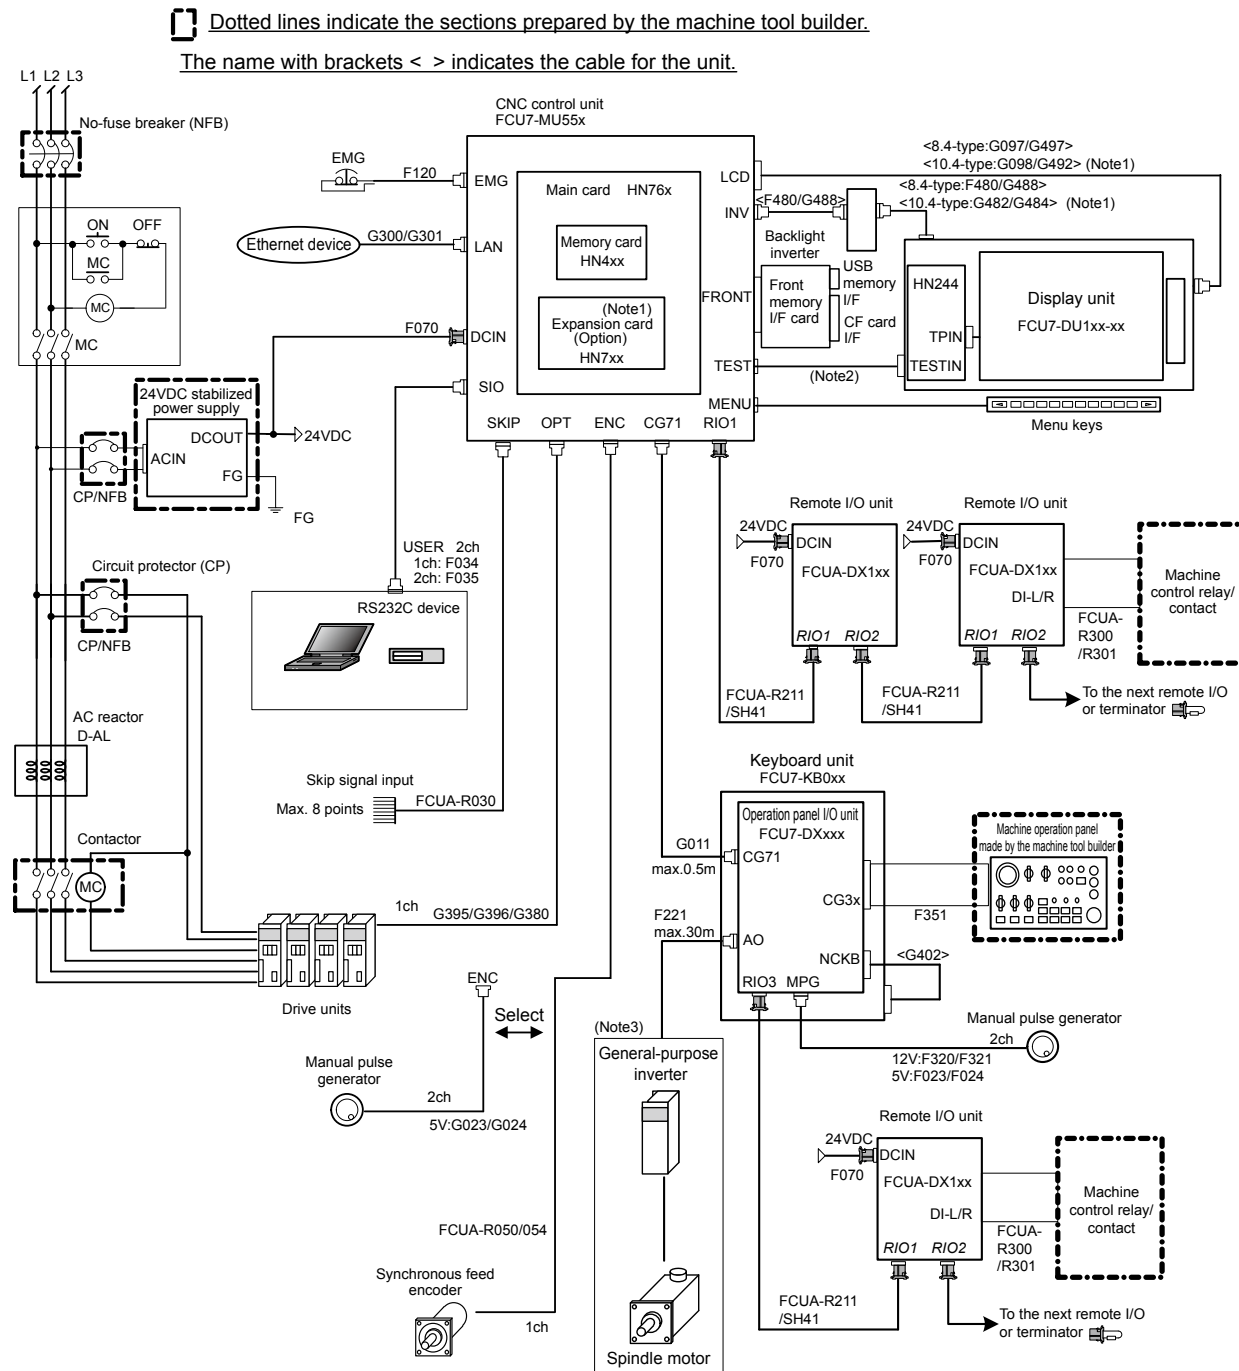 Dotted lines indicate the sections prepared by the machine tool builder.
The name with brackets < > indicates the cable for the unit.
L1 L2 L3
No-fuse breaker (NFB)
ON OFF
MC
MC
MC
24VDC stabilized
power supply
DCOUT
24VDC
ACIN
FG
CP/NFB
FG
Circuit protector (CP)
CP/NFB
AC reactor
D-AL
Contactor
MC
Drive units
1ch
G395/G396/G380
CNC control unit
FCU7-MU55x
EMG
F120
EMG
Ethernet device
G300/G301
LAN
F070
DCIN
SIO
Main card HN76x
Memory card
HN4xx
(Note1)
Expansion card
(Option)
HN7xx
LCD
INV
FRONT
TEST
MENU
SKIP OPT ENC CG71 RIO1
<8.4-type:G097/G497>
<10.4-type:G098/G492> (Note1)
<8.4-type:F480/G488>
<10.4-type:G482/G484> (Note1)
<F480/G488>
Backlight
inverter
Front
memory
I/F card
USB
memory
I/F
CF card
I/F
HN244
TPIN
TESTIN
Display unit
FCU7-DU1xx-xx
(Note2)
Menu keys
USER 2ch
1ch: F034
2ch: F035
RS232C device
Skip signal input
Max. 8 points
FCUA-R030
Remote I/O unit
24VDC
F070
DCIN
FCUA-DX1xx
RIO1 RIO2
FCUA-R211
/SH41
Remote I/O unit
24VDC
F070
DCIN
FCUA-DX1xx
DI-L/R
RIO1 RIO2
FCUA-R211
/SH41
FCUA-
R300
/R301
Machine
control relay/
contact
To the next remote I/O
or terminator
Keyboard unit
FCU7-KB0xx
Operation panel I/O unit
FCU7-DXxxx
G011
max.0.5m
CG71
CG3x
F221
max.30m
AO
NCKB
<G402>
RIO3 MPG
F351
Machine operation panel
made by the machine tool builder
Manual pulse generator
2ch
12V:F320/F321
5V:F023/F024
ENC
Select
Manual pulse
generator
2ch
5V:G023/G024
FCUA-R050/054
Synchronous feed
encoder
1ch
(Note3)
General-purpose
inverter
Spindle motor
Remote I/O unit
24VDC
F070
DCIN
FCUA-DX1xx
DI-L/R
RIO1 RIO2
FCUA-R211
/SH41
FCUA-
R300
/R301
Machine
control relay/
contact
To the next remote I/O
or terminator